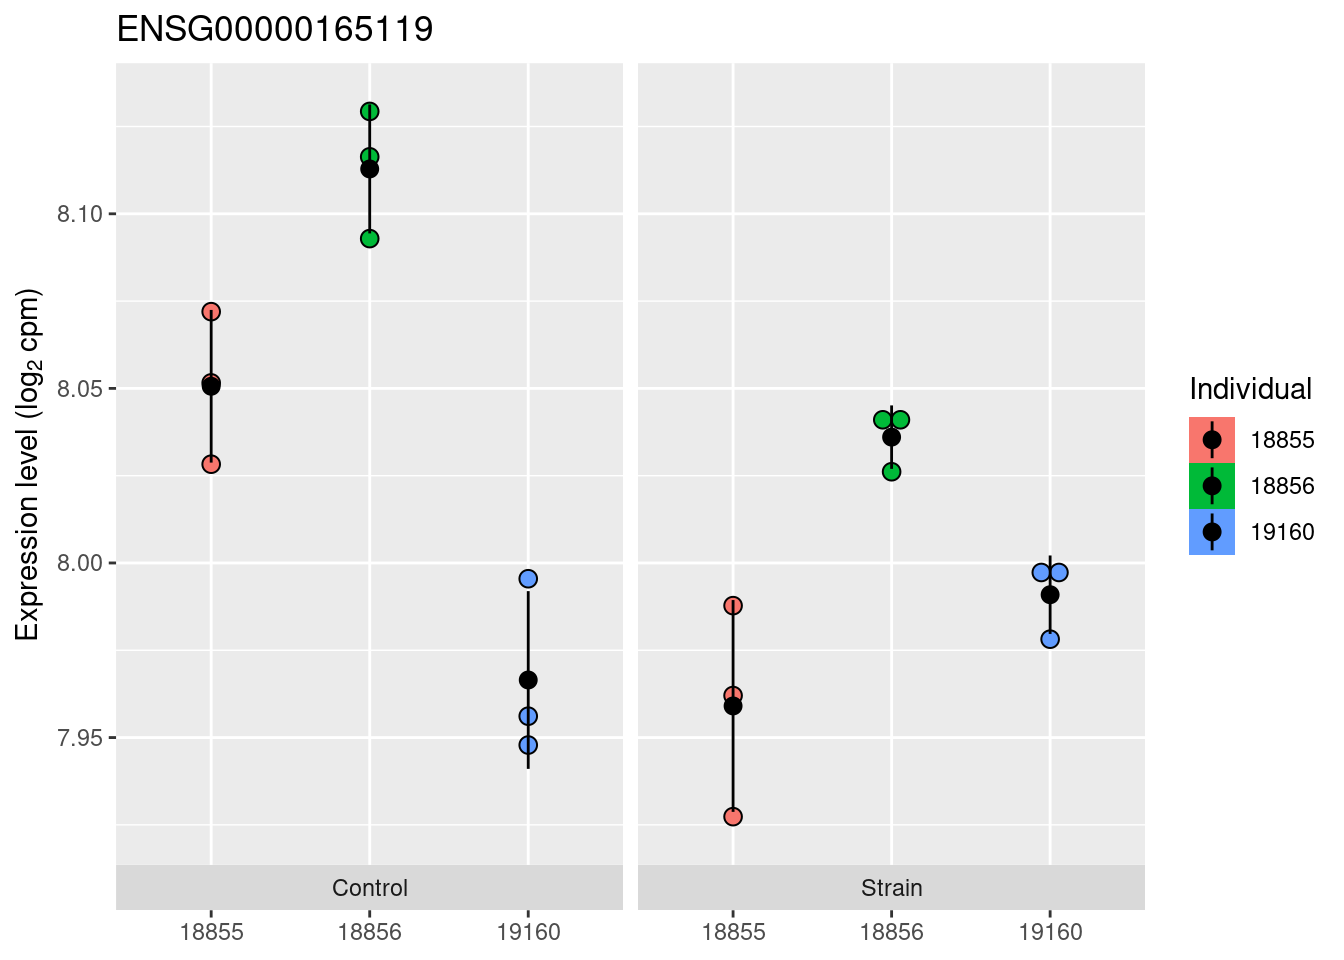 ENSG00000165119
Expression level (log2 cpm)
8.10
8.05
8.00
7.95
Control
Strain
18855
18856
19160
18855
18856
19160
Individual
18855
18856
19160